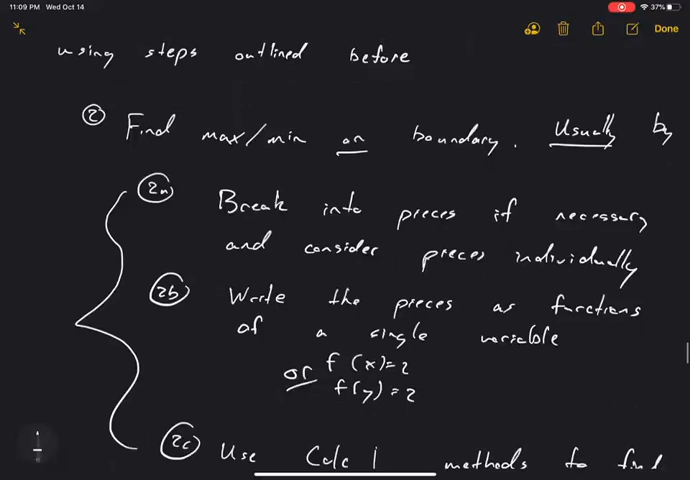 11:09 PM Wed Oct 14 37%
Done
using steps outlined before
② Find max/min on boundary. Usually by
2a Break into pieces if necessary
and consider pieces individually
2b Write the pieces as functions
of a single variable
or f(x)=z
f(y)=z
2c Use Calc 1 methods to find